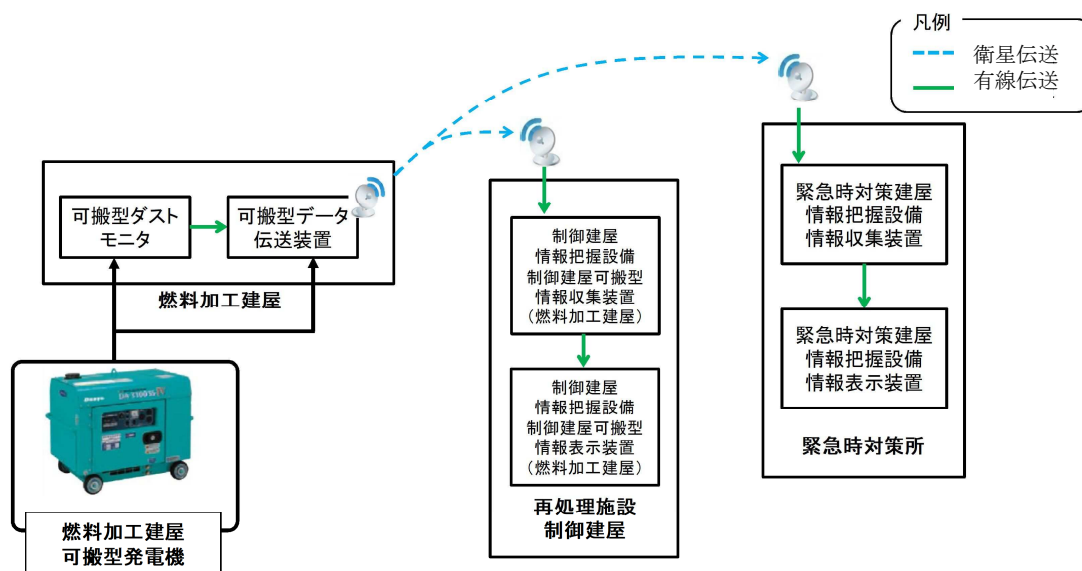 凡例
衛星伝送
有線伝送
可搬型ダスト
モニタ
可搬型データ
伝送装置
燃料加工建屋
燃料加工建屋
可搬型発電機
制御建屋
情報把握設備
制御建屋可搬型
情報収集装置
（燃料加工建屋）
制御建屋
情報把握設備
制御建屋可搬型
情報表示装置
（燃料加工建屋）
再処理施設
制御建屋
緊急時対策建屋
情報把握設備
情報収集装置
緊急時対策建屋
情報把握設備
情報表示装置
緊急時対策所